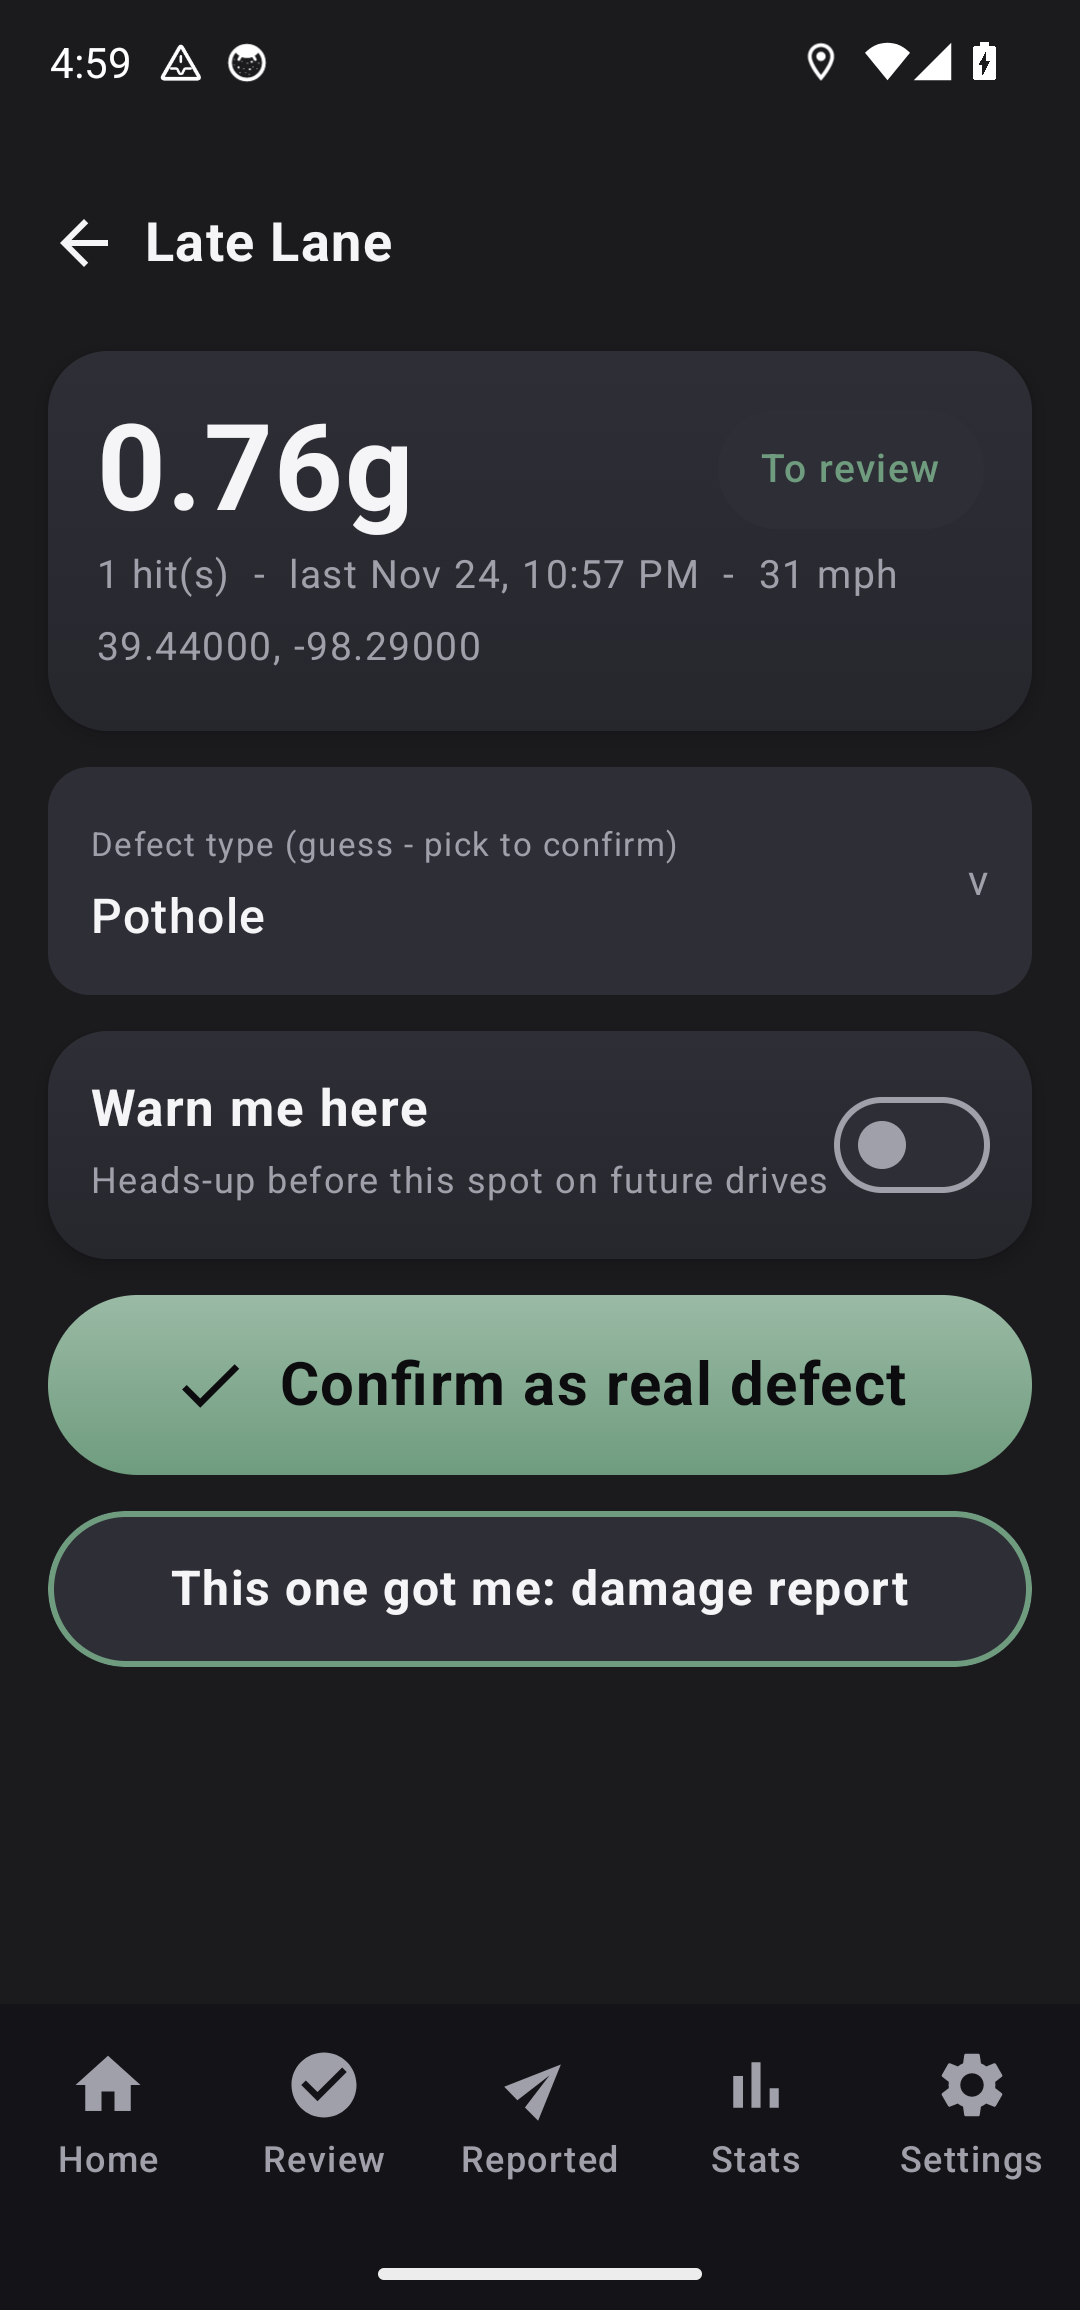 4:59
Late Lane
0.76g
To review
1 hit(s) - last Nov 24, 10:57 PM - 31 mph
39.44000, -98.29000
Defect type (guess - pick to confirm)
Pothole
v
Warn me here
Heads-up before this spot on future drives
Confirm as real defect
This one got me: damage report
Home
Review
Reported
Stats
Settings